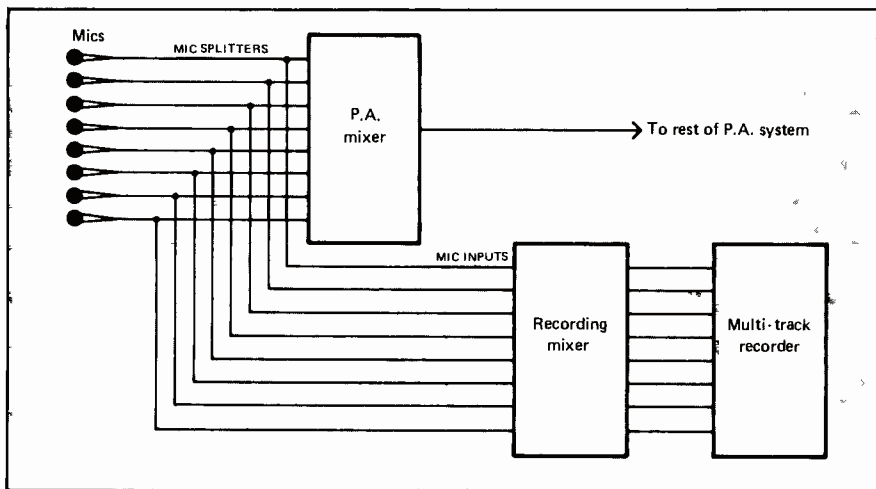 Mics
MIC SPLITTERS
P.A.
mixer
To rest of P.A. system
MIC INPUTS
Recording
mixer
Multi-track
recorder